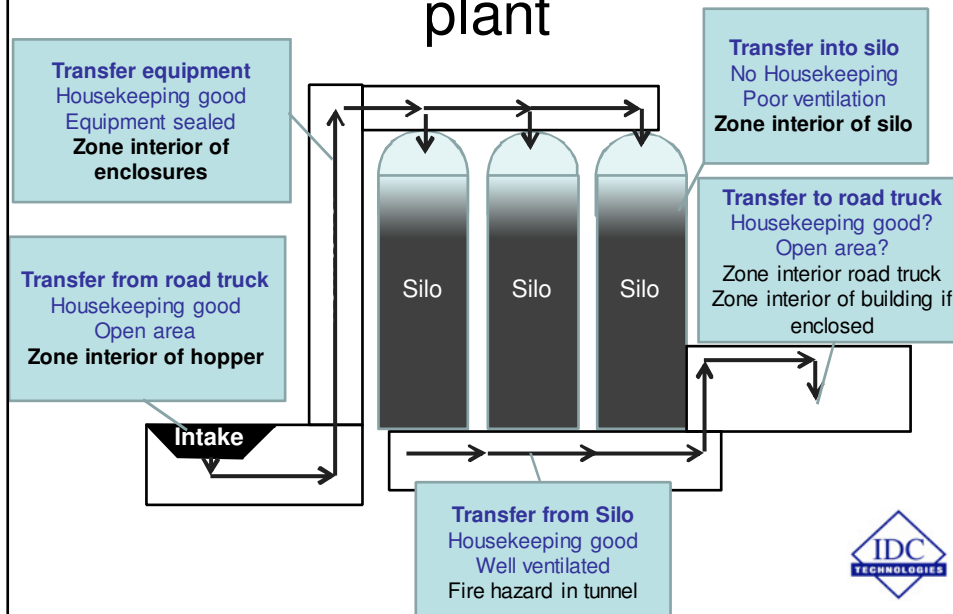 plant
Transfer equipment
Housekeeping good
Equipment sealed
Zone interior of
enclosures
Transfer into silo
No Housekeeping
Poor ventilation
Zone interior of silo
Transfer from road truck
Housekeeping good
Open area
Zone interior of hopper
Transfer to road truck
Housekeeping good?
Open area?
Zone interior road truck
Zone interior of building if
enclosed
Silo
Silo
Silo
Intake
Transfer from Silo
Housekeeping good
Well ventilated
Fire hazard in tunnel
IDC
TECHNOLOGIES